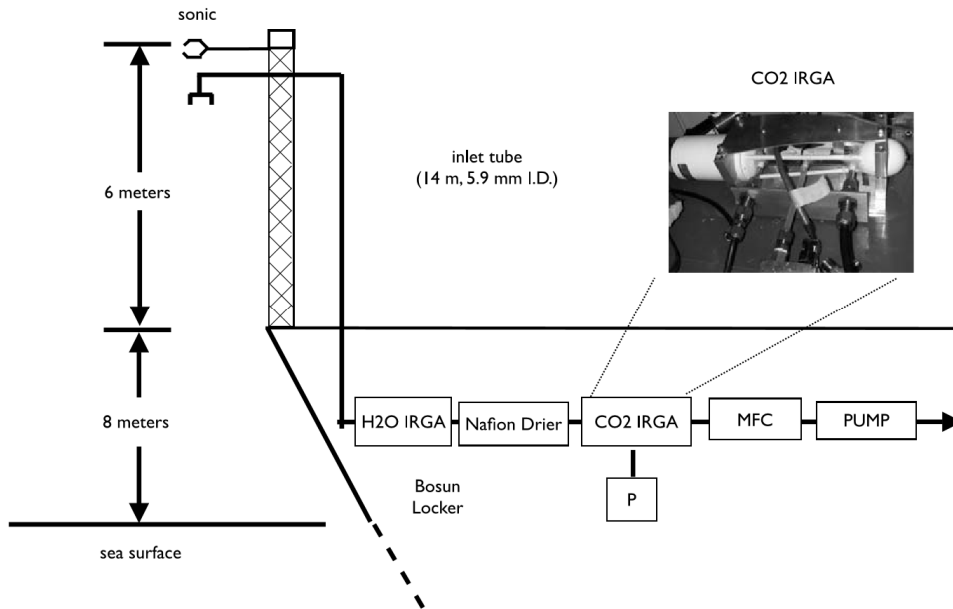 sonic
CO2 IRGA
inlet tube
(14 m, 5.9 mm I.D.)
6 meters
8 meters
H2O IRGA
Nafion Drier
CO2 IRGA
MFC
PUMP
P
Bosun
Locker
sea surface